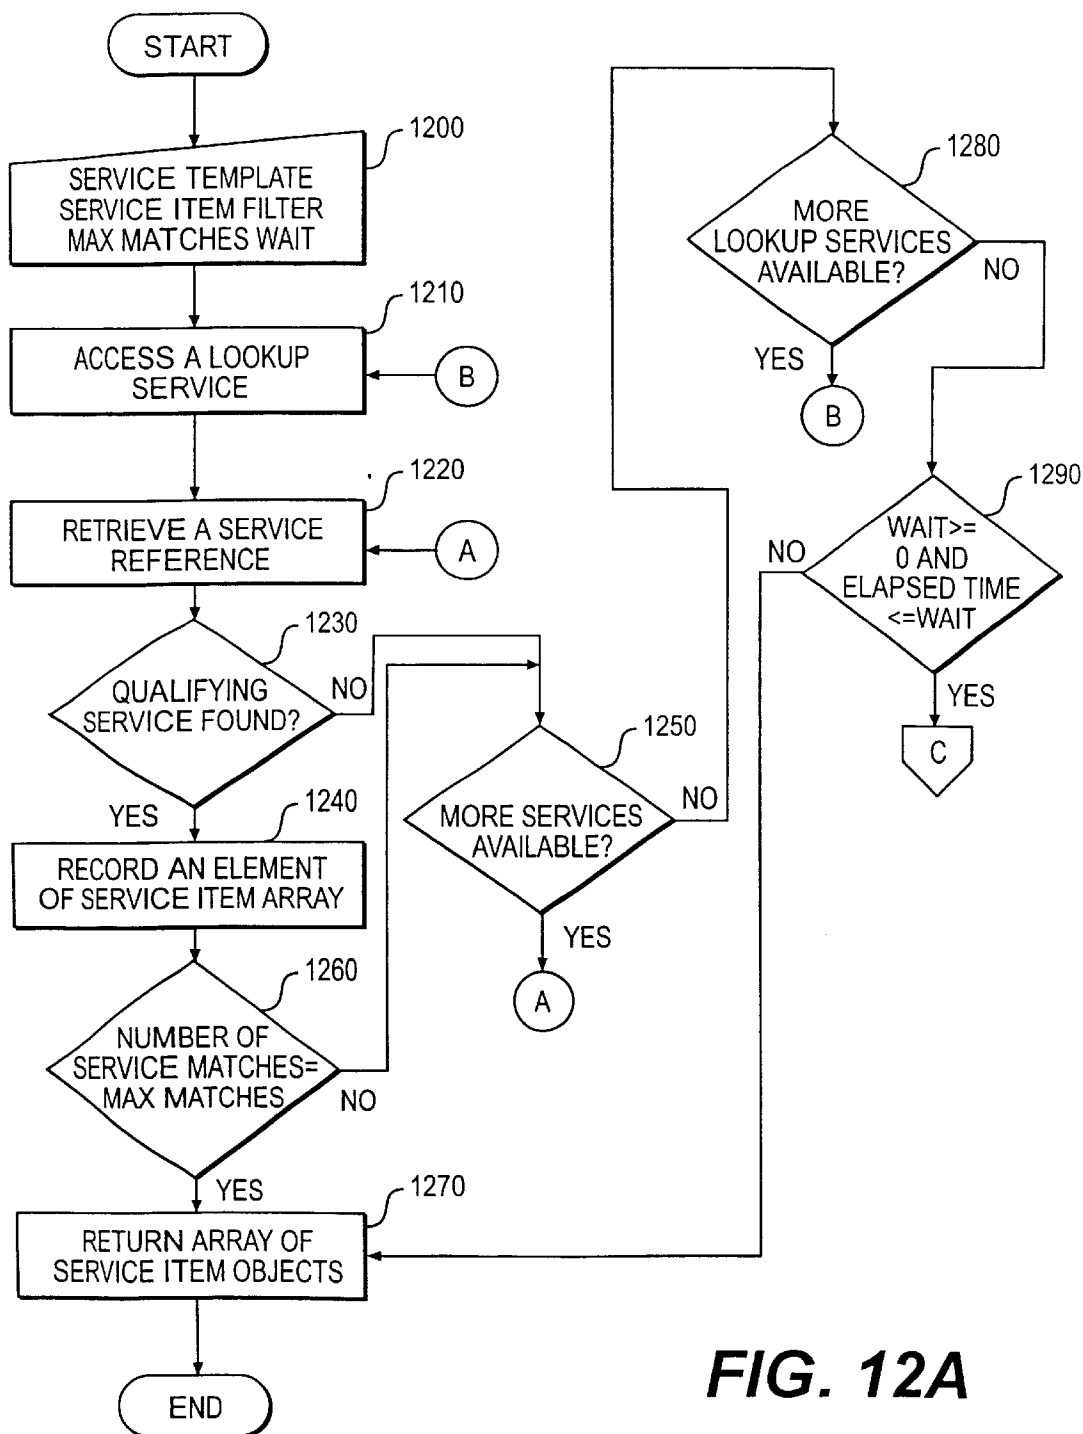 START
1200
SERVICE TEMPLATE
SERVICE ITEM FILTER
MAX MATCHES WAIT
1210
ACCESS A LOOKUP
SERVICE
B
1220
RETRIEVE A SERVICE
REFERENCE
A
1230
QUALIFYING
SERVICE FOUND?
NO
YES
1240
RECORD AN ELEMENT
OF SERVICE ITEM ARRAY
1260
NUMBER OF
SERVICE MATCHES=
MAX MATCHES
NO
YES
1270
RETURN ARRAY OF
SERVICE ITEM OBJECTS
END
1250
MORE SERVICES
AVAILABLE?
NO
YES
A
1280
MORE
LOOKUP SERVICES
AVAILABLE?
NO
YES
B
1290
WAIT>=
0 AND
ELAPSED TIME
<=WAIT
NO
YES
C
FIG. 12A